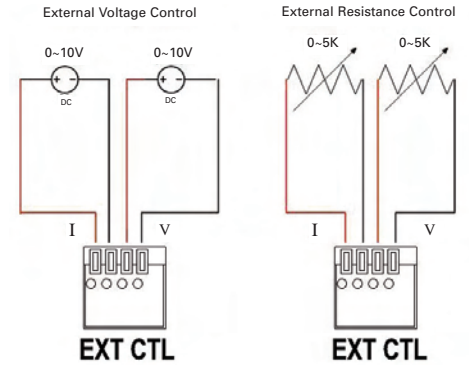 External Voltage Control
0~10V
0~10V
DC
DC
I
V
EXT CTL
External Resistance Control
0~5K
0~5K
I
V
EXT CTL